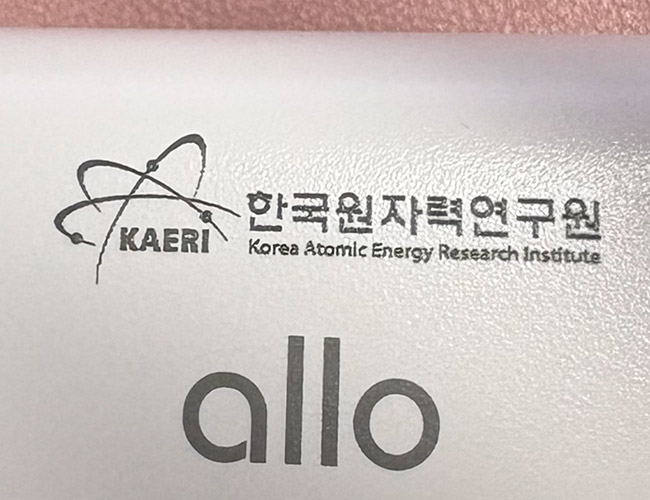 KAERI 한국원자력연구원
Korea Atomic Energy Research Institute
allo